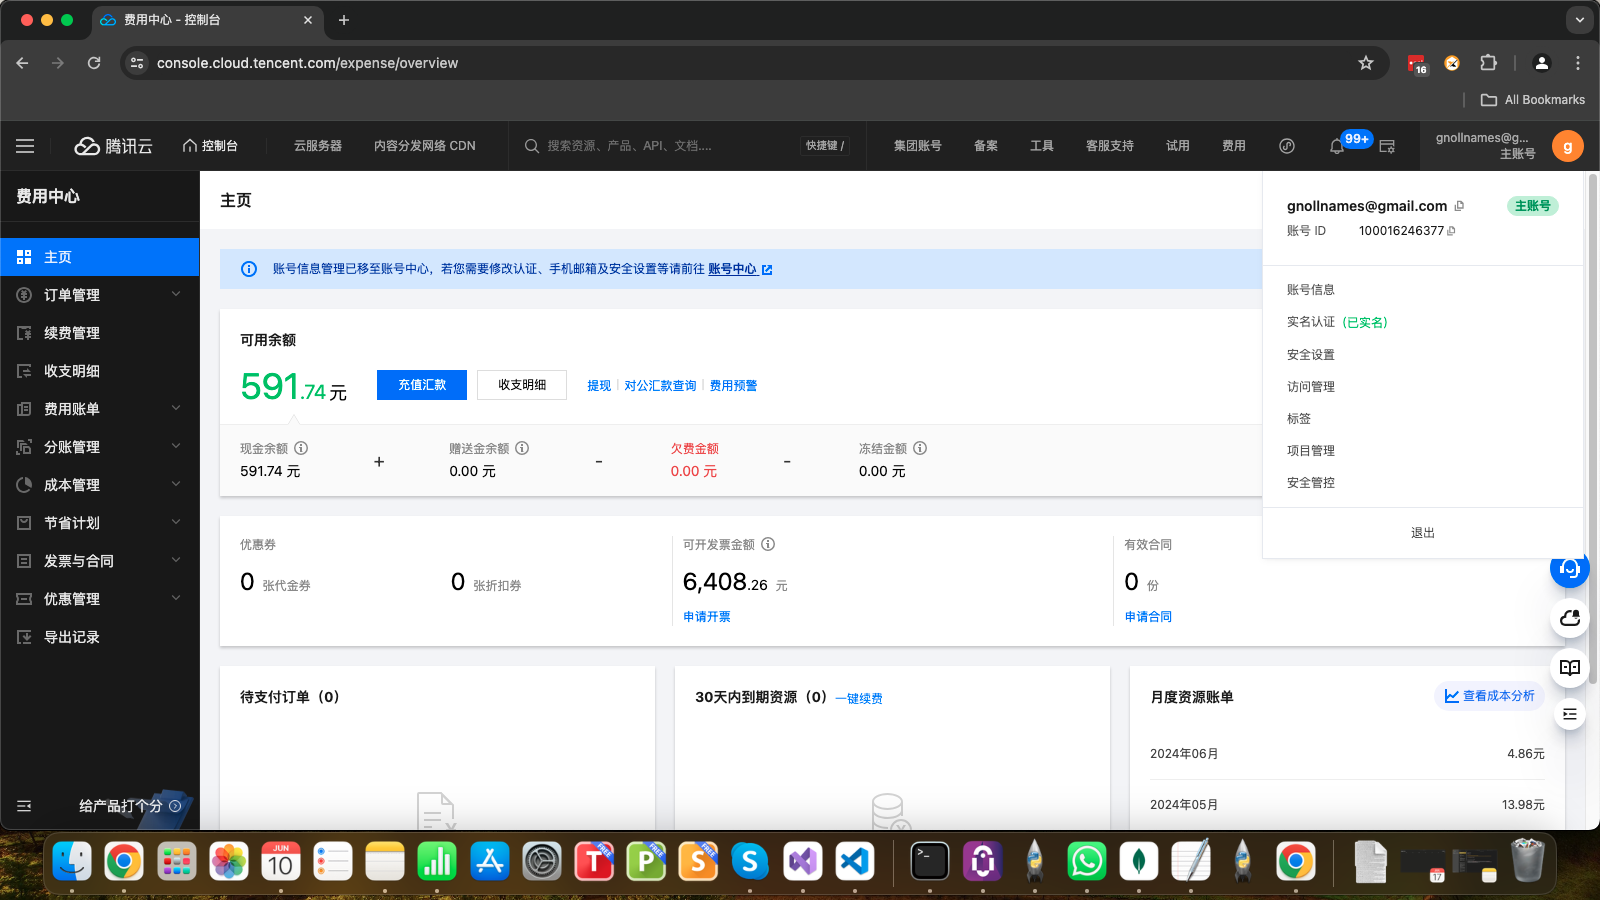 费用中心 - 控制台
console.cloud.tencent.com/expense/overview
16
All Bookmarks
腾讯云
控制台
云服务器
内容分发网络 CDN
搜索资源、产品、API、文档....
快捷键 /
集团账号
备案
工具
客服支持
试用
费用
99+
gnollnames@g...
主账号
g
费用中心
主页
订单管理
续费管理
收支明细
费用账单
分账管理
成本管理
节省计划
发票与合同
优惠管理
导出记录
给产品打个分
主页
账号信息管理已移至账号中心，若您需要修改认证、手机邮箱及安全设置等请前往 账号中心
可用余额
591.74 元
充值汇款
收支明细
提现
对公汇款查询
费用预警
现金余额
591.74 元
+
赠送金余额
0.00 元
-
欠费金额
0.00 元
-
冻结金额
0.00 元
优惠券
0 张代金券
0 张折扣券
可开发票金额
6,408.26 元
申请开票
有效合同
0 份
申请合同
待支付订单（0）
30天内到期资源（0）一键续费
月度资源账单
查看成本分析
2024年06月
4.86元
2024年05月
13.98元
gnollnames@gmail.com
主账号
账号 ID
100016246377
账号信息
实名认证 (已实名)
安全设置
访问管理
标签
项目管理
安全管控
退出
JUN
10
T
FREE
P
FREE
S
FREE
S
17